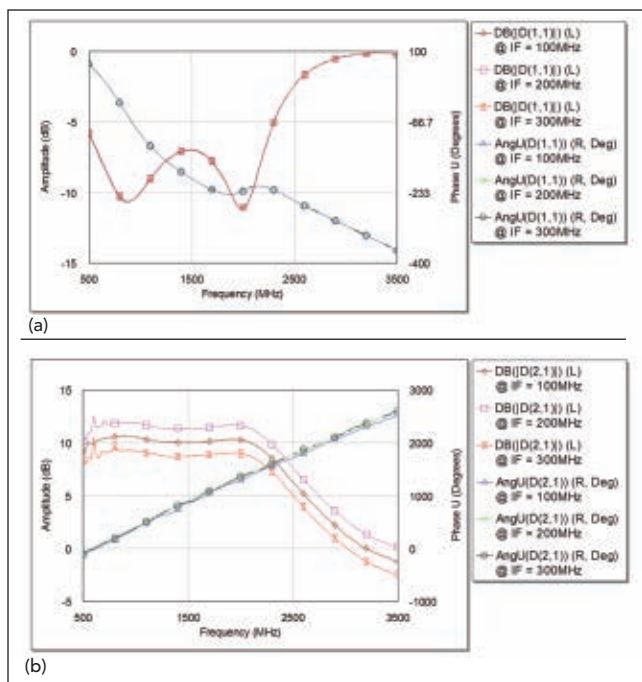 0
-5
-10
-15
Amplitude (dB)
100
-66.7
-233
-400
Phase U (Degrees)
500
1500
2500
3500
Frequency (MHz)
DB(|D(1,1)|) (L)
@ IF = 100MHz
DB(|D(1,1)|) (L)
@ IF = 200MHz
DB(|D(1,1)|) (L)
@ IF = 300MHz
AngU(D(1,1)) (R, Deg)
@ IF = 100MHz
AngU(D(1,1)) (R, Deg)
@ IF = 200MHz
AngU(D(1,1)) (R, Deg)
@ IF = 300MHz
(a)
15
10
5
0
-5
Amplitude (dB)
3000
2000
1000
0
-1000
Phase U (Degrees)
500
1500
2500
3500
Frequency (MHz)
DB(|D(2,1)|) (L)
@ IF = 100MHz
DB(|D(2,1)|) (L)
@ IF = 200MHz
DB(|D(2,1)|) (L)
@ IF = 300MHz
AngU(D(2,1)) (R, Deg)
@ IF = 100MHz
AngU(D(2,1)) (R, Deg)
@ IF = 200MHz
AngU(D(2,1)) (R, Deg)
@ IF = 300MHz
(b)